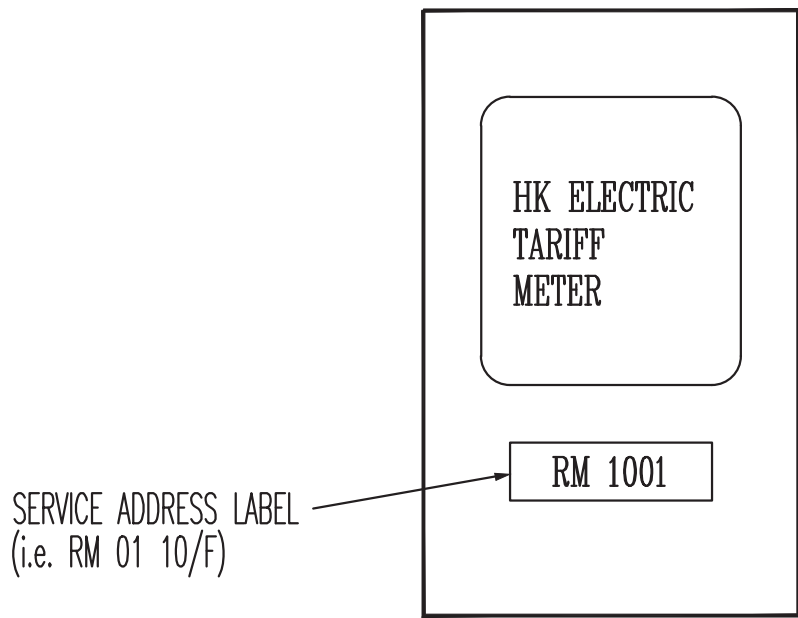 HK ELECTRIC
TARIFF
METER
RM 1001
SERVICE ADDRESS LABEL
(i.e. RM 01 10/F)